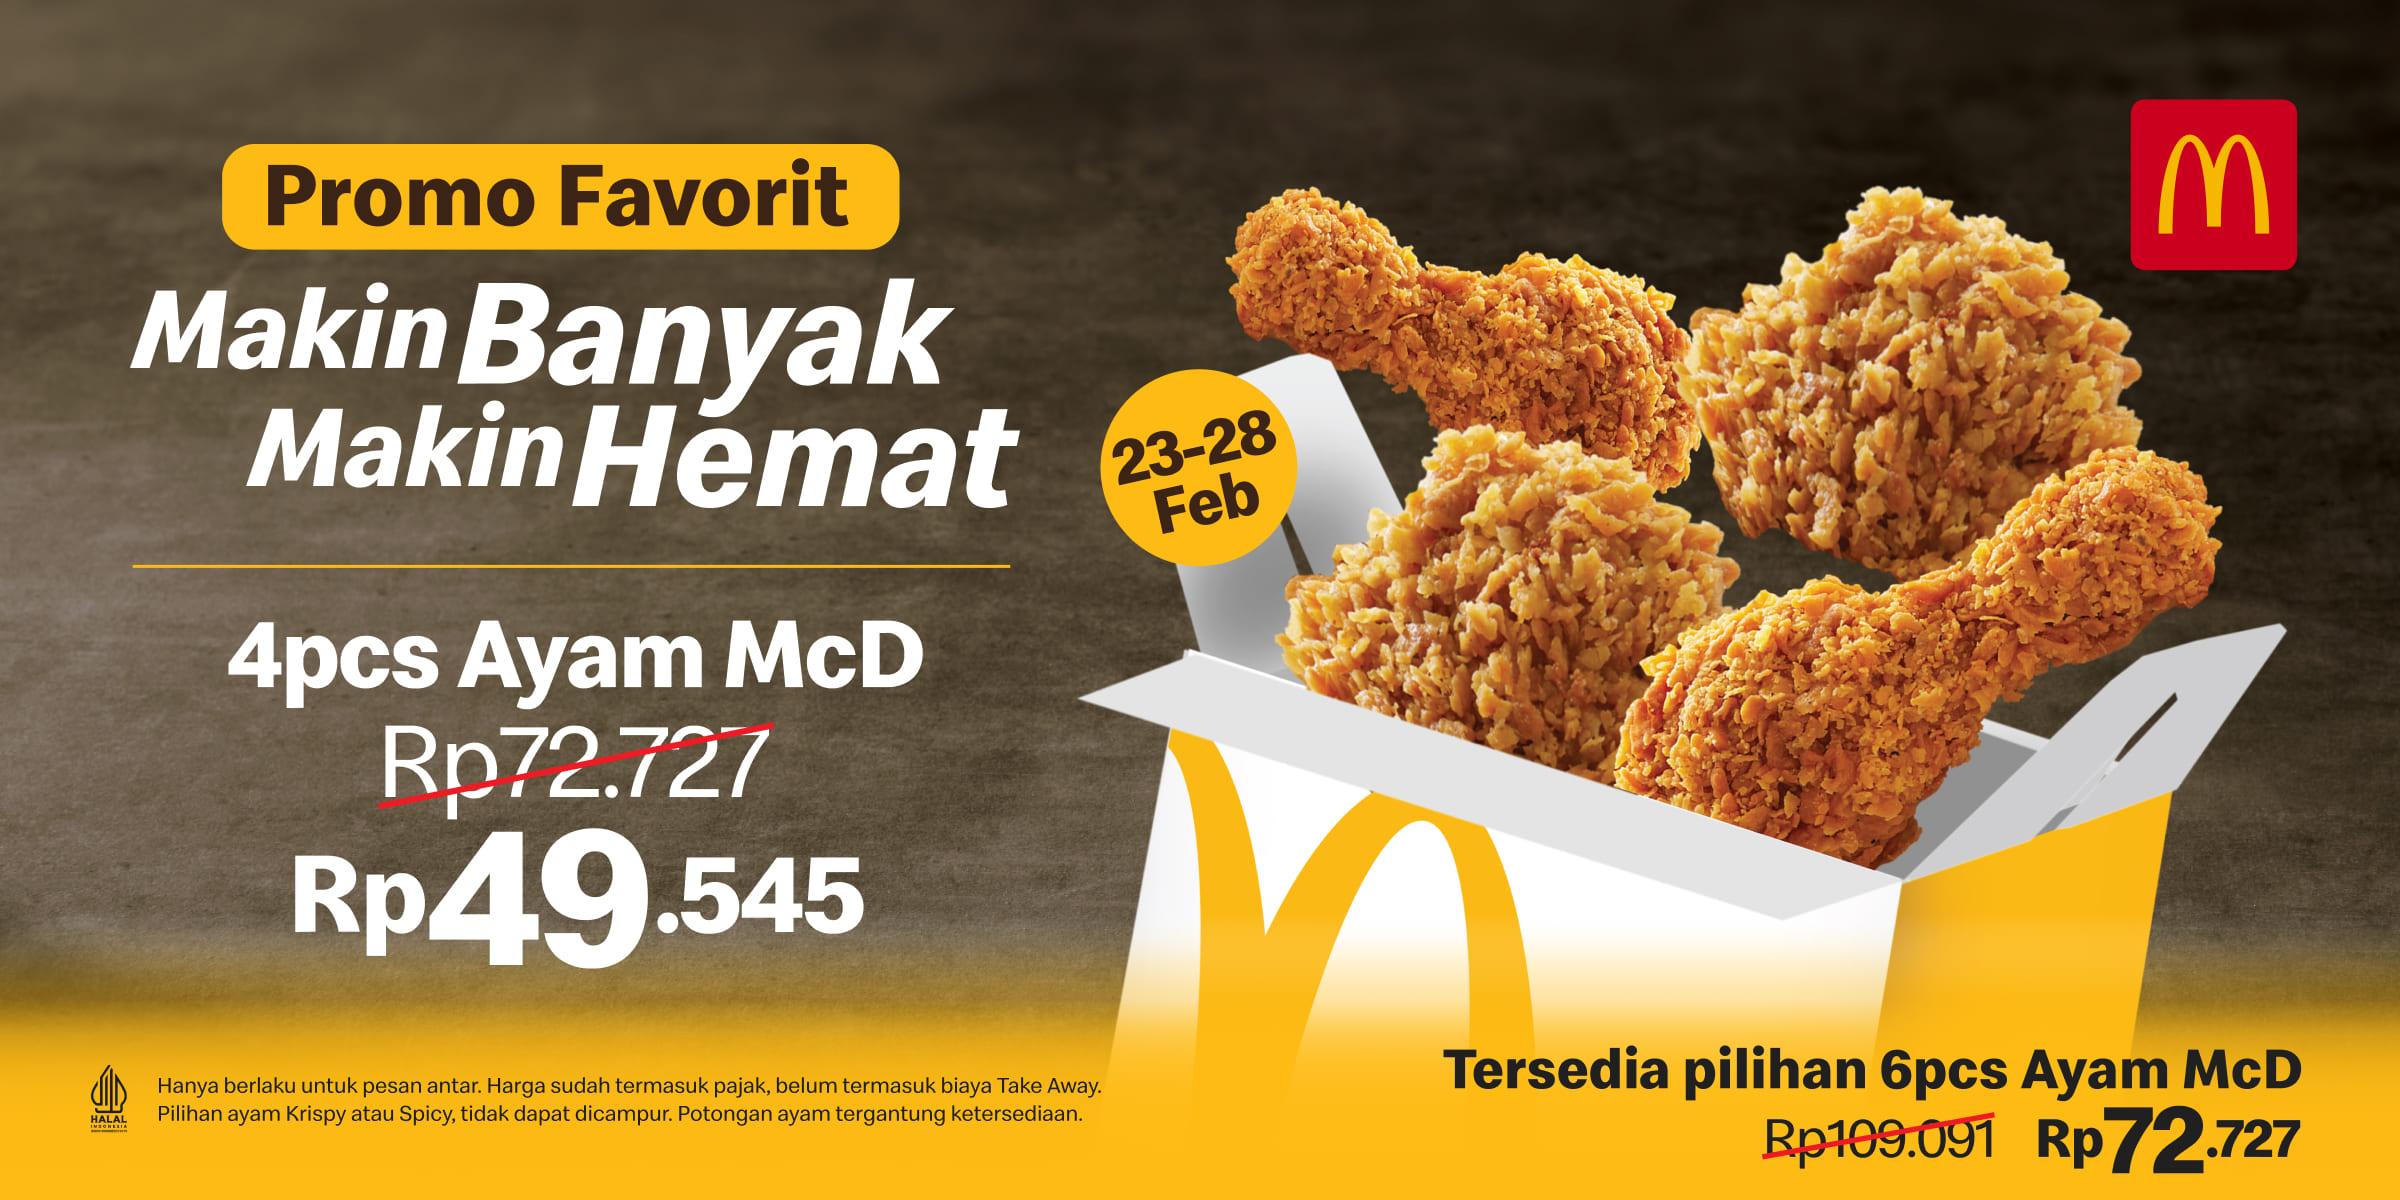 Promo Favorit
Makin Banyak
Makin Hemat
23-28
Feb
4pcs Ayam McD
Rp72.727
Rp49.545
HALAL
INDONESIA
Hanya berlaku untuk pesan antar. Harga sudah termasuk pajak, belum termasuk biaya Take Away.
Pilihan ayam Krispy atau Spicy, tidak dapat dicampur. Potongan ayam tergantung ketersediaan.
Tersedia pilihan 6pcs Ayam McD
Rp109.091 Rp72.727